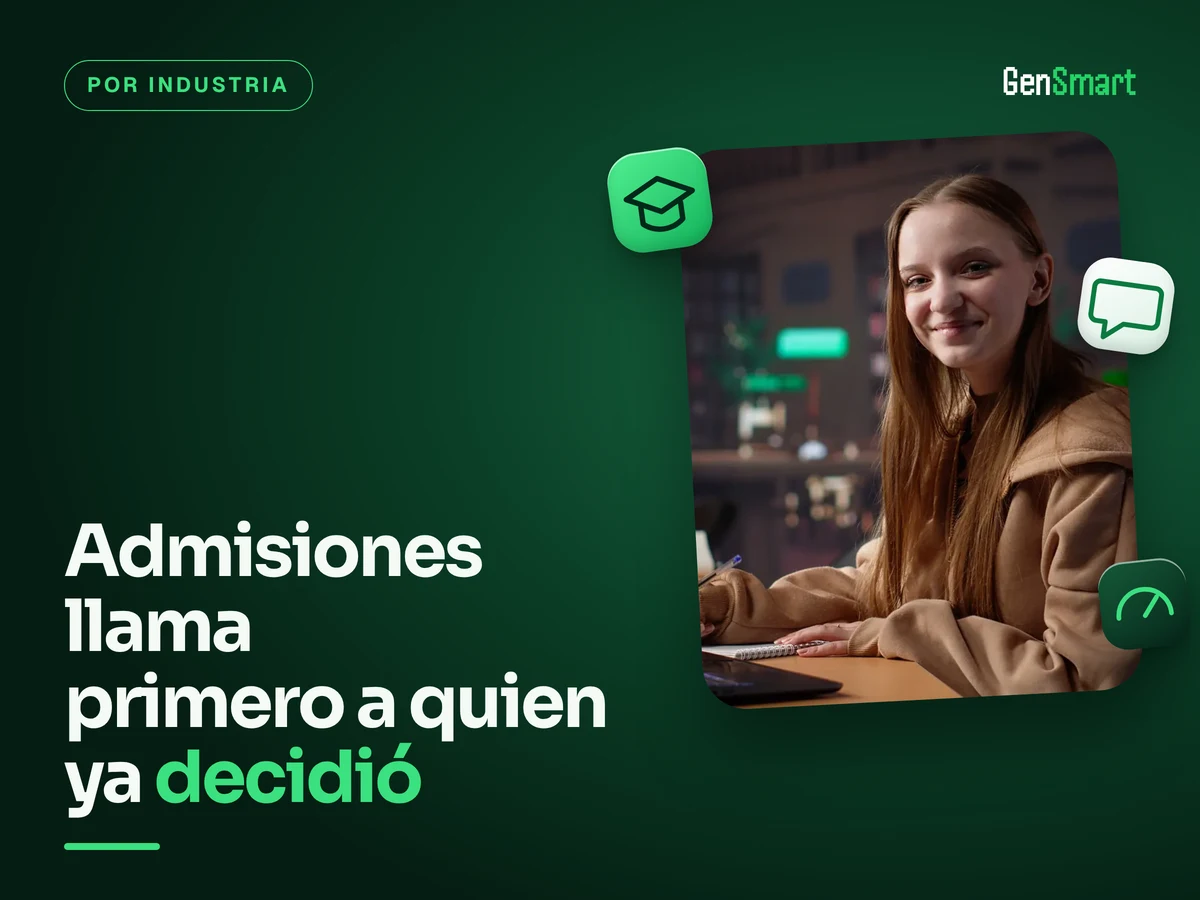 POR INDUSTRIA
GenSmart
Admisiones
llama
primero a quien
ya decidió